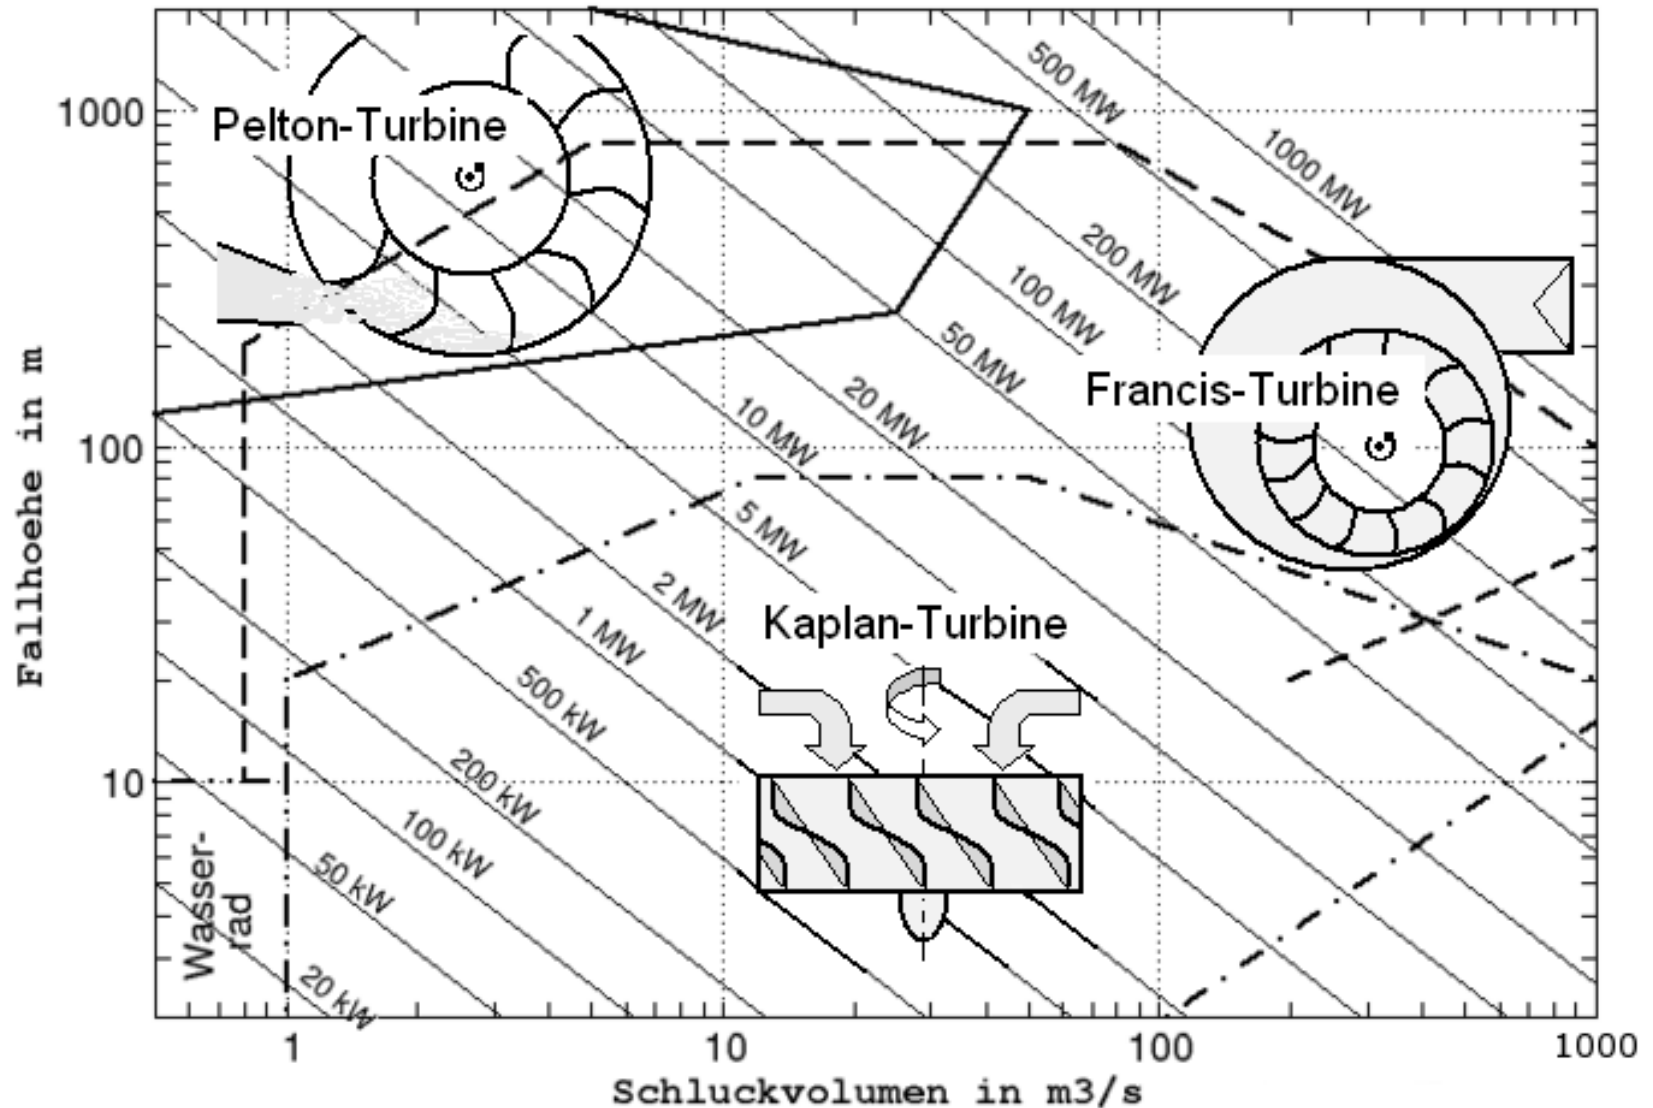 500 MW
1000 MW
1000
Pelton-Turbine
200 MW
100 MW
50 MW
Francis-Turbine
20 MW
10 MW
100
5 MW
2 MW
1 MW
Kaplan-Turbine
500 kW
200 kW
10
100 kW
50 kW
Wasser-
rad
20 kW
Fallhoehe in m
1
10
100
1000
Schluckvolumen in m3/s